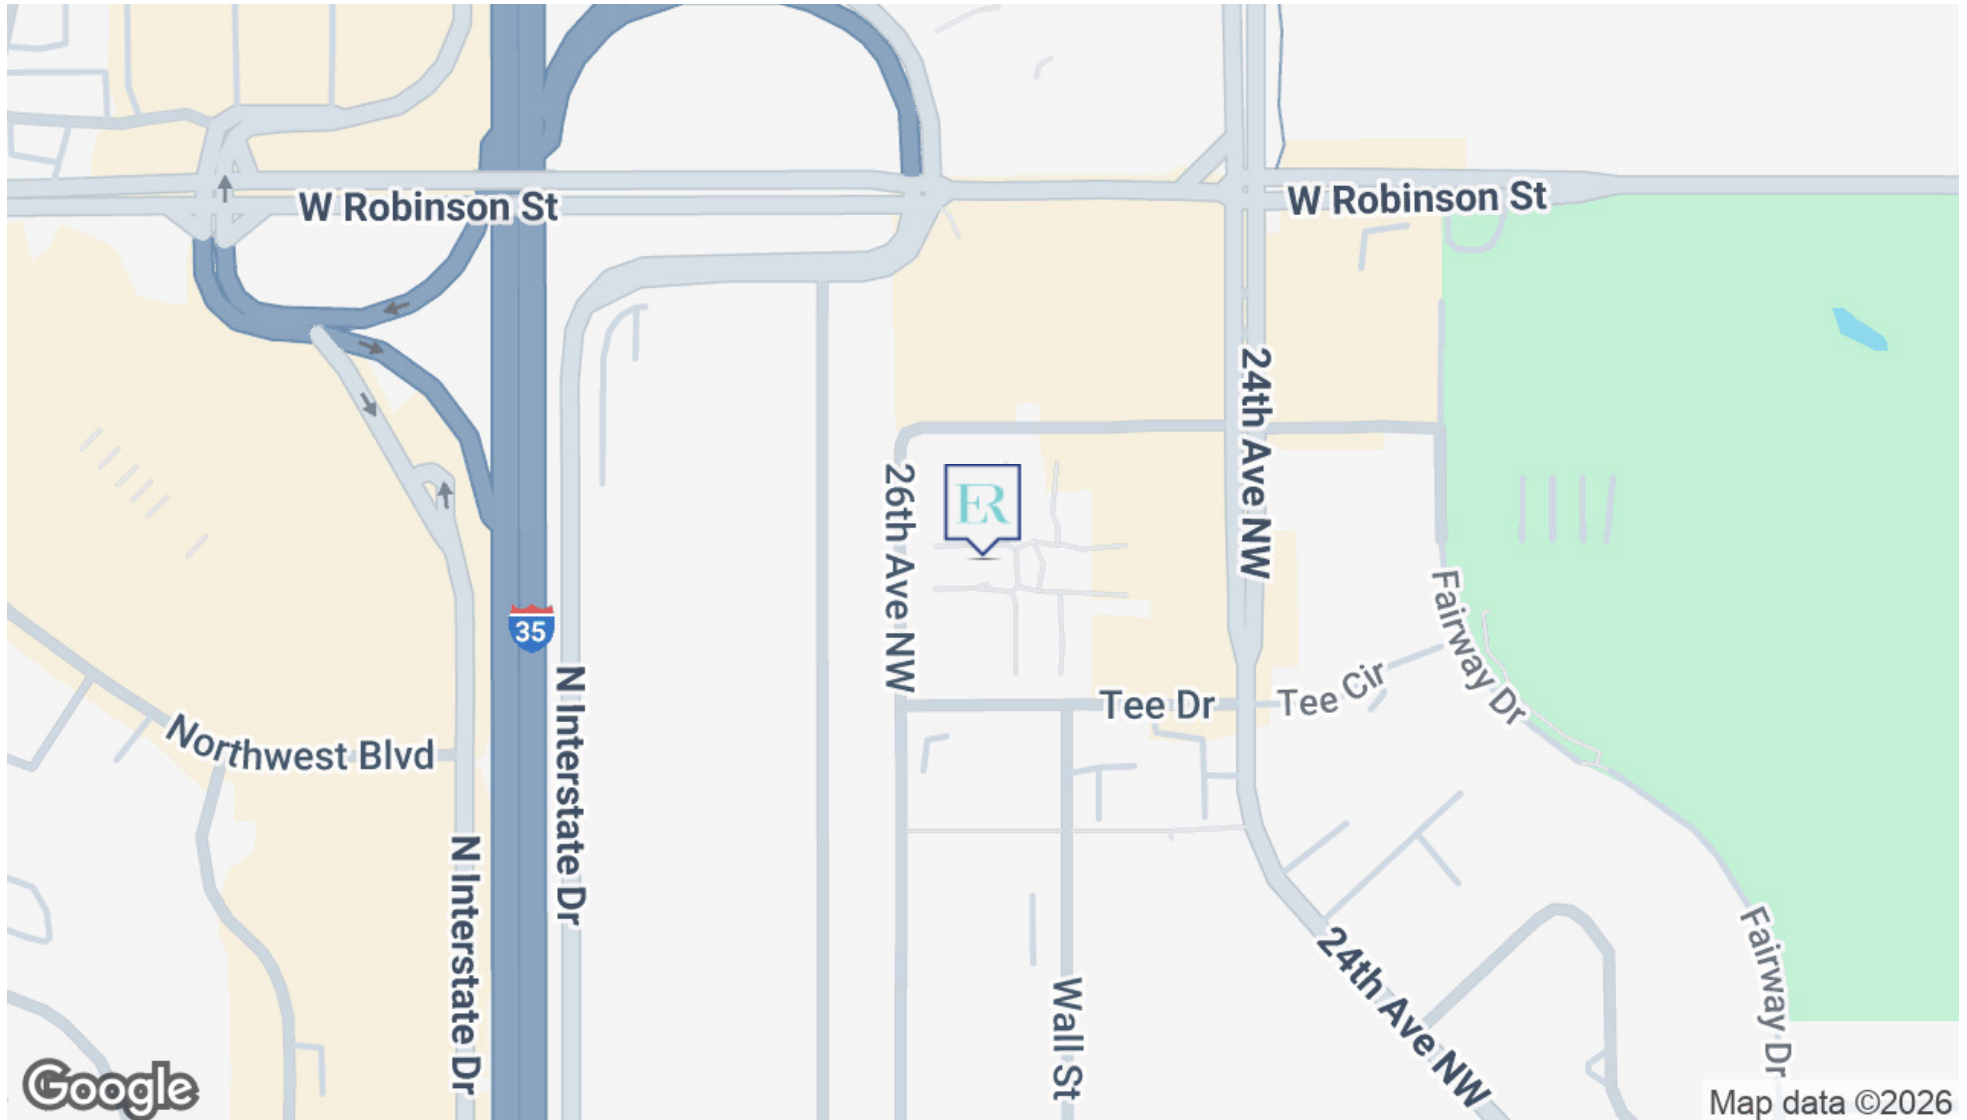 W Robinson St
W Robinson St
24th Ave NW
26th Ave NW
ER
Fairway Dr
35
N Interstate Dr
Tee Dr
Tee Cir
Northwest Blvd
N Interstate Dr
Wall St
24th Ave NW
Fairway Dr
Google
Map data ©2026